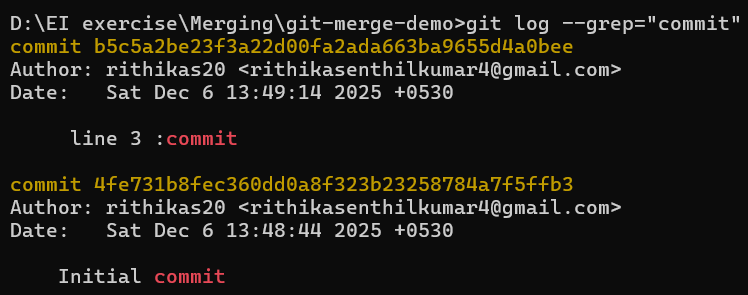 D:\EI exercise\Merging\git-merge-demo>git log --grep="commit"
commit b5c5a2be23f3a22d00fa2ada663ba9655d4a0bee
Author: rithikas20 <rithikasenthilkumar4@gmail.com>
Date:   Sat Dec 6 13:49:14 2025 +0530
     line 3 :commit
commit 4fe731b8fec360dd0a8f323b23258784a7f5ffb3
Author: rithikas20 <rithikasenthilkumar4@gmail.com>
Date:   Sat Dec 6 13:48:44 2025 +0530
    Initial commit